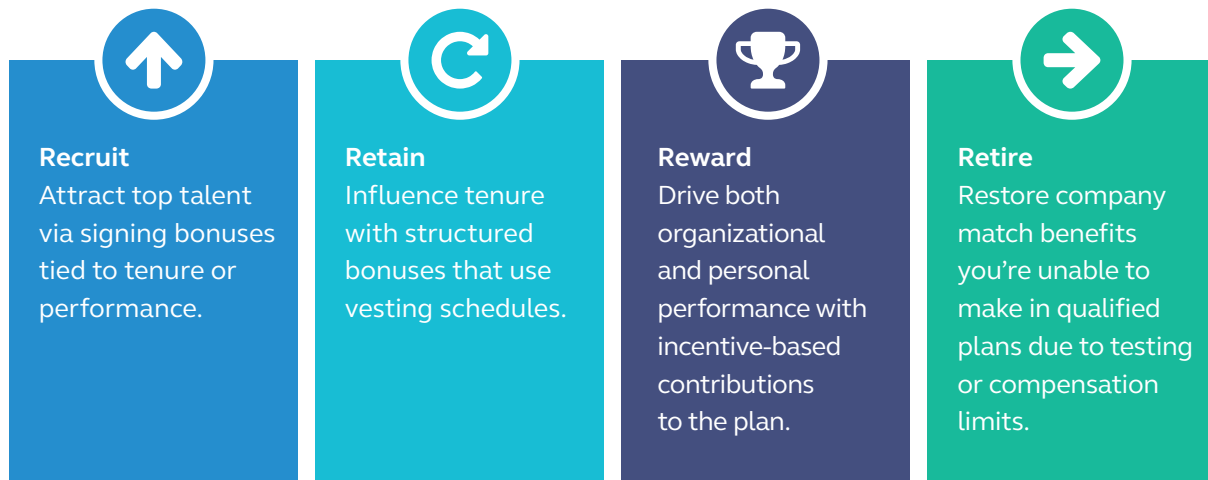 Recruit
Attract top talent
via signing bonuses
tied to tenure or
performance.
Retain
Influence tenure
with structured
bonuses that use
vesting schedules.
Reward
Drive both
organizational
and personal
performance with
incentive-based
contributions
to the plan.
Retire
Restore company
match benefits
you’re unable to
make in qualified
plans due to testing
or compensation
limits.